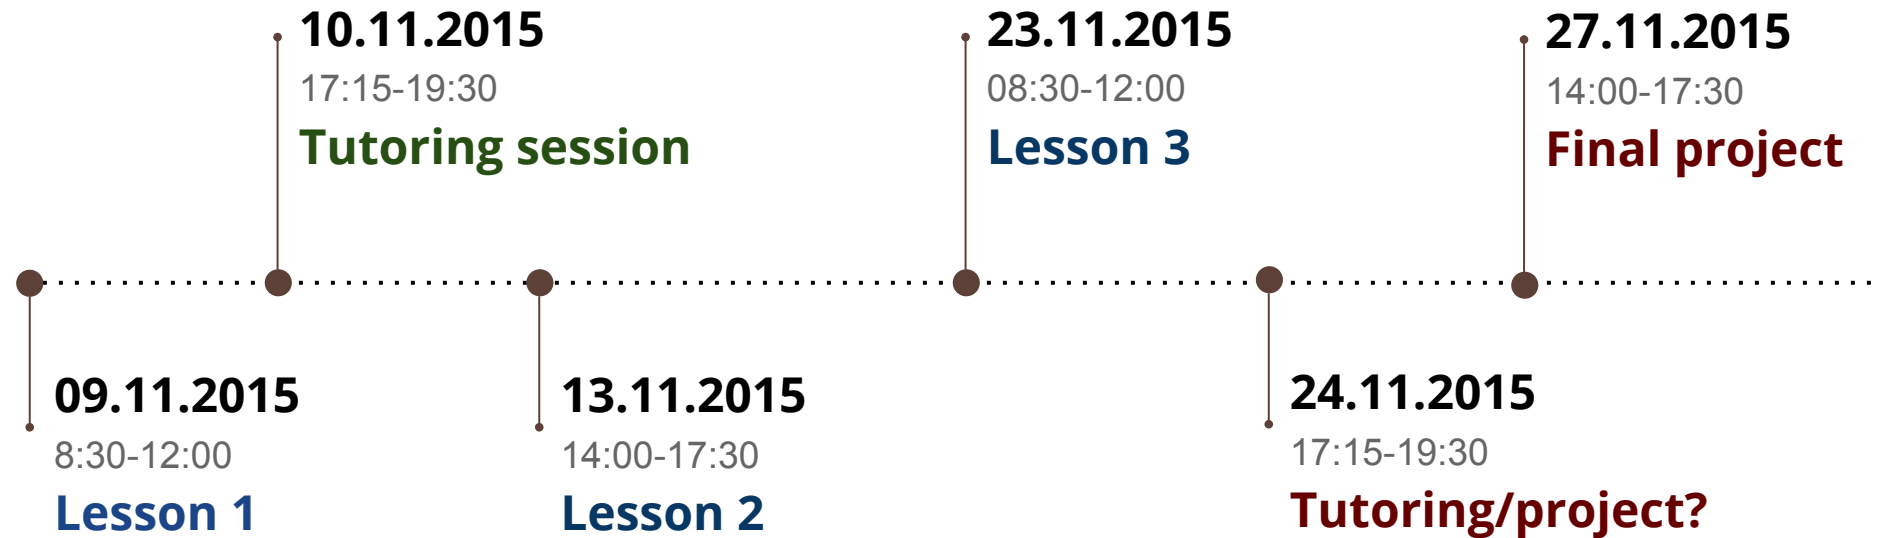 10.11.2015
17:15-19:30
Tutoring session
23.11.2015
08:30-12:00
Lesson 3
27.11.2015
14:00-17:30
Final project
09.11.2015
8:30-12:00
Lesson 1
13.11.2015
14:00-17:30
Lesson 2
24.11.2015
17:15-19:30
Tutoring/project?